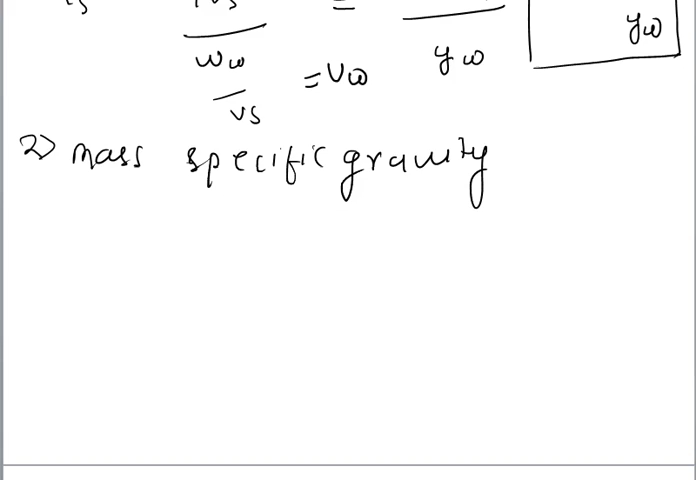 Ww
= Vw
γw
γw
Vs
2) Mass specific gravity